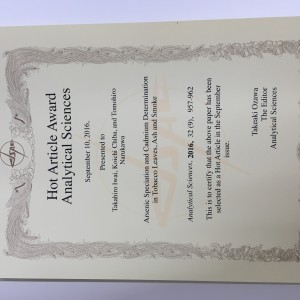 Hot Article Award
Analytical Sciences
September 10, 2016,
Presented to
Takahiro Iwai, Koichi Chiba, and Tomohiro
Narukawa
Arsenic Speciation and Cadmium Determination
in Tobacco Leaves, Ash and Smoke
Analytical Sciences, 2016, 32 (9), 957-962
This is to certify that the above paper has been
selected as a Hot Article in the September
issue.
Takeaki Ozawa
The Editor
Analytical Sciences